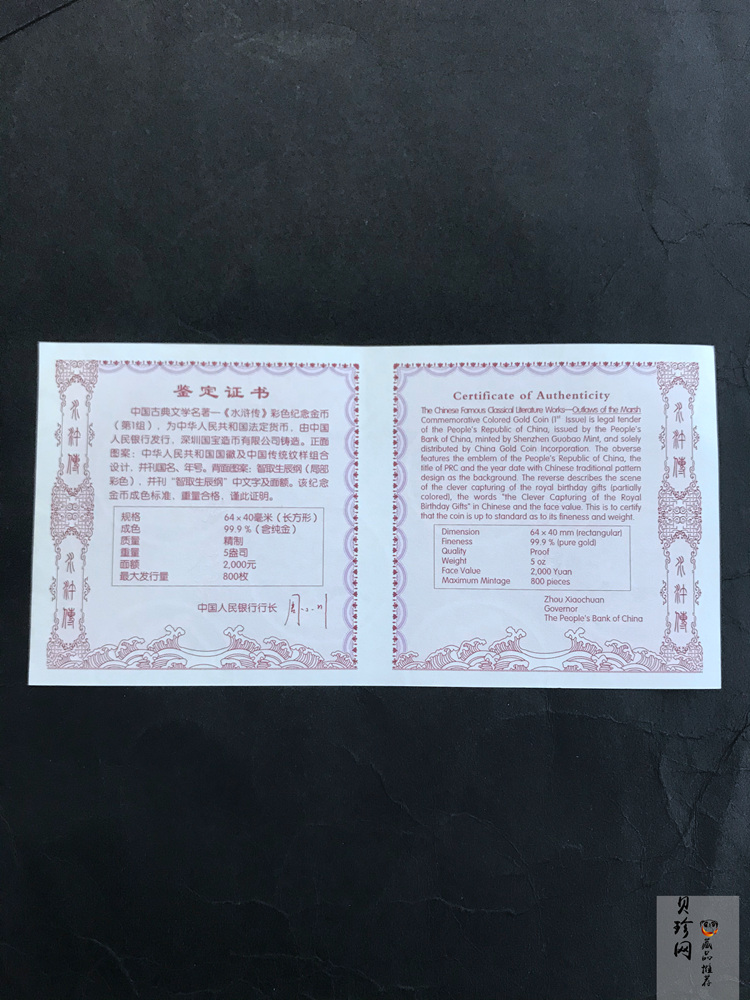 鉴定证书
中国古典文学名著—《水浒传》彩色纪念金币
（第1组），为中华人民共和国法定货币，由中国
人民银行发行，深圳国宝造币有限公司铸造。正面
图案：中华人民共和国国徽及中国传统纹样组合
设计，并刊国名、年号。背面图案：智取生辰纲（局部
彩色），并刊“智取生辰纲”中文字及面额。该纪念
金币成色标准，重量合格，谨此证明。
规格 64×40毫米（长方形）
成色 99.9％（含纯金）
质量 精制
重量 5盎司
面额 2,000元
最大发行量 800枚
中国人民银行行长
水浒傳
水浒傳
Certificate of Authenticity
The Chinese Famous Classical Literature Works—Outlaws of the Marsh
Commemorative Colored Gold Coin (1st Issue) is legal tender
of the People's Republic of China, issued by the People's
Bank of China, minted by Shenzhen Guobao Mint, and solely
distributed by China Gold Coin Incorporation. The obverse
features the emblem of the People's Republic of China, the
title of PRC and the year date with Chinese traditional pattern
design as the background. The reverse describes the scene
of the clever capturing of the royal birthday gifts (partially
colored), the words "the Clever Capturing of the Royal
Birthday Gifts" in Chinese and the face value. This is to certify
that the coin is up to standard as to its fineness and weight.
Dimension 64 × 40 mm (rectangular)
Fineness 99.9 % (pure gold)
Quality Proof
Weight 5 oz
Face Value 2,000 Yuan
Maximum Mintage 800 pieces
Zhou Xiaochuan
Governor
The People's Bank of China
水浒傳
水浒傳
贝珍网
藏品推荐